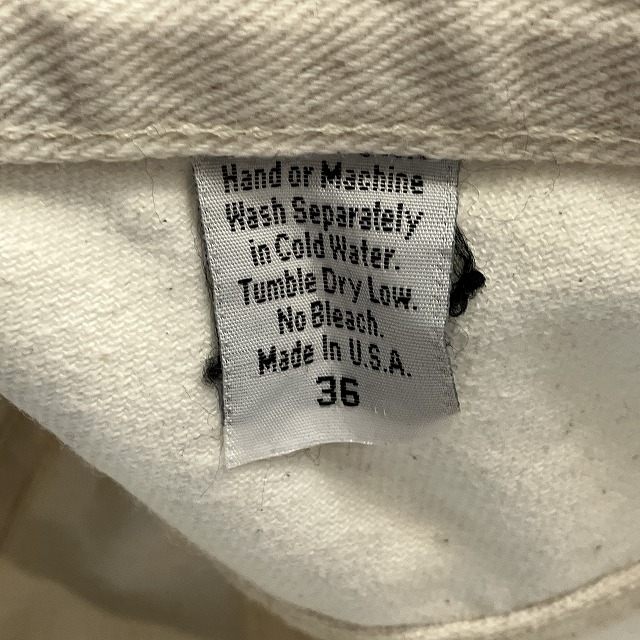 Hand or Machine
Wash Separately
in Cold Water.
Tumble Dry Low.
No Bleach.
Made In U.S.A.
36